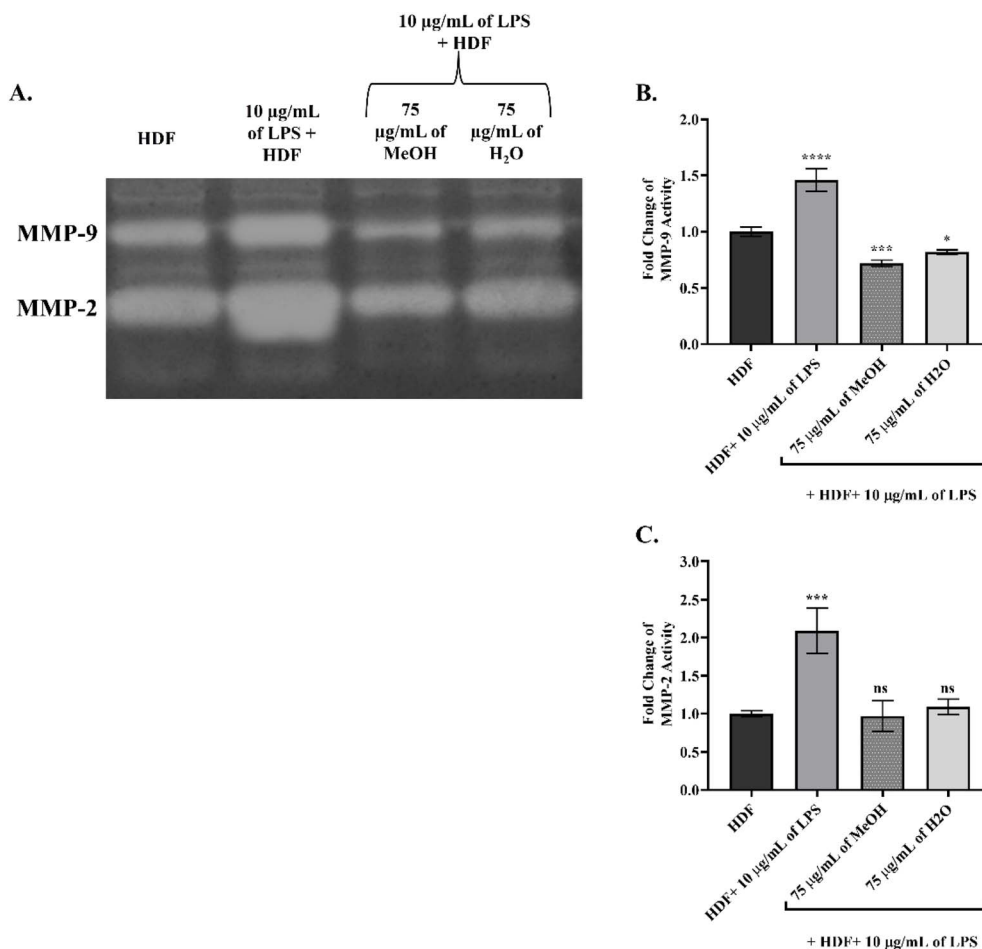 A.
10 µg/mL of LPS
+ HDF
HDF
10 µg/mL
of LPS +
HDF
75
µg/mL of
MeOH
75
µg/mL of
H₂O
MMP-9
MMP-2
B.
Fold Change of
MMP-9 Activity
2.0
1.5
1.0
0.5
0.0
****
***
*
HDF
HDF+ 10 µg/mL of LPS
75 µg/mL of MeOH
75 µg/mL of H2O
+ HDF+ 10 µg/mL of LPS
C.
Fold Change of
MMP-2 Activity
3.0
2.5
2.0
1.5
1.0
0.5
0.0
***
ns
ns
HDF
HDF+ 10 µg/mL of LPS
75 µg/mL of MeOH
75 µg/mL of H2O
+ HDF+ 10 µg/mL of LPS